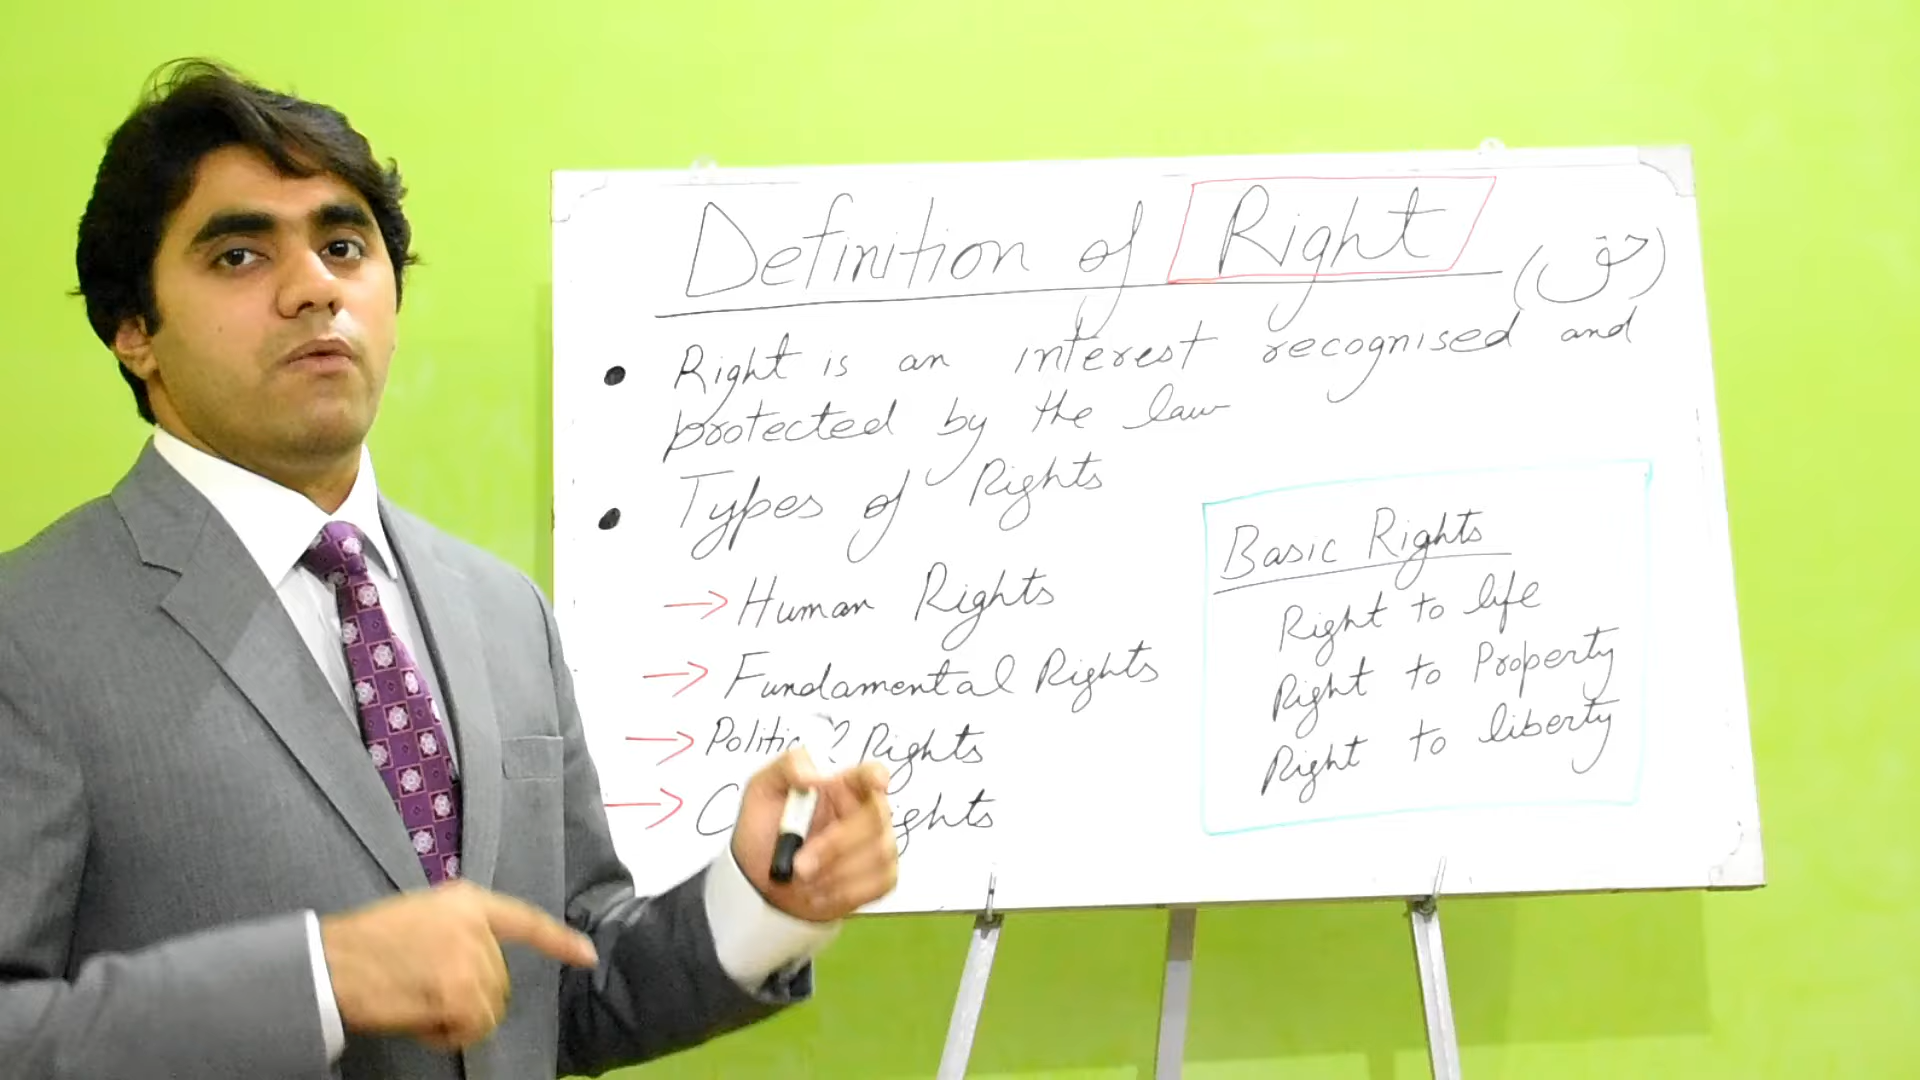 Definition of Right (حق)
• Right is an interest recognised and
protected by the law
• Types of Rights
→ Human Rights
→ Fundamental Rights
→ Rights
→
Basic Rights
Right to life
Right to Property
Right to liberty